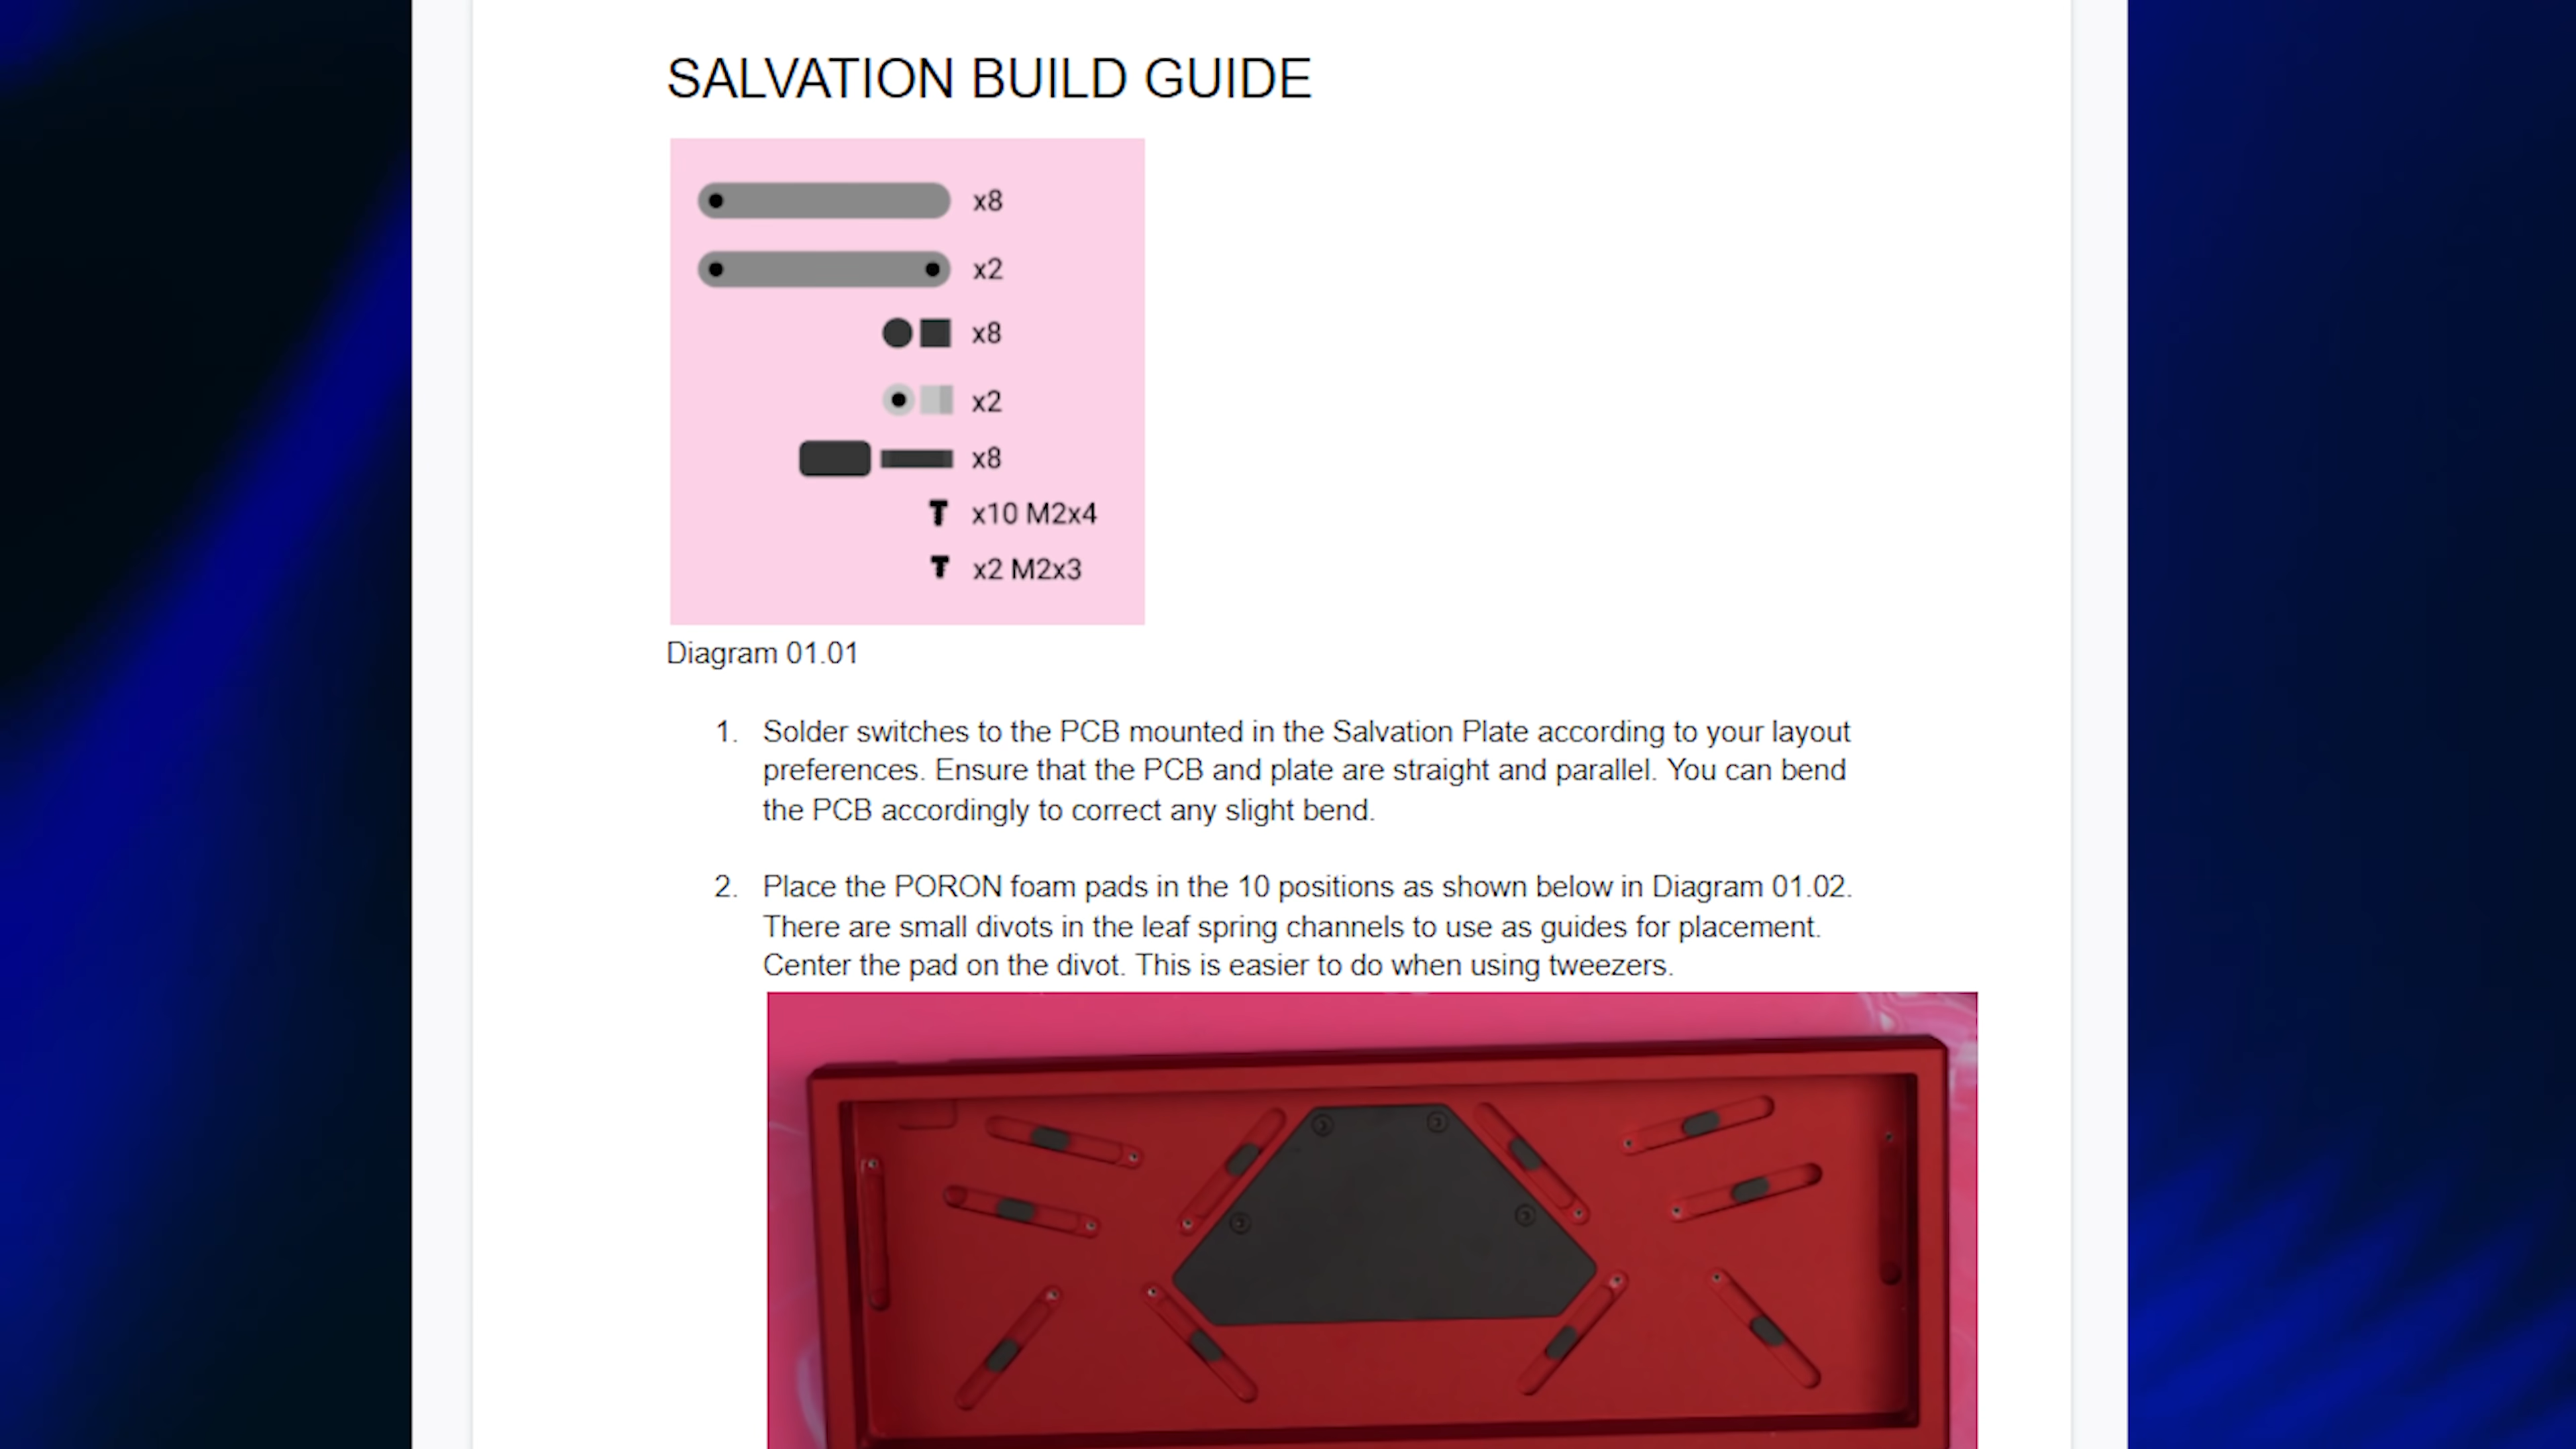 SALVATION BUILD GUIDE
x8
x2
x8
x2
x8
x10 M2x4
x2 M2x3
Diagram 01.01
1. Solder switches to the PCB mounted in the Salvation Plate according to your layout
preferences. Ensure that the PCB and plate are straight and parallel. You can bend
the PCB accordingly to correct any slight bend.
2. Place the PORON foam pads in the 10 positions as shown below in Diagram 01.02.
There are small divots in the leaf spring channels to use as guides for placement.
Center the pad on the divot. This is easier to do when using tweezers.